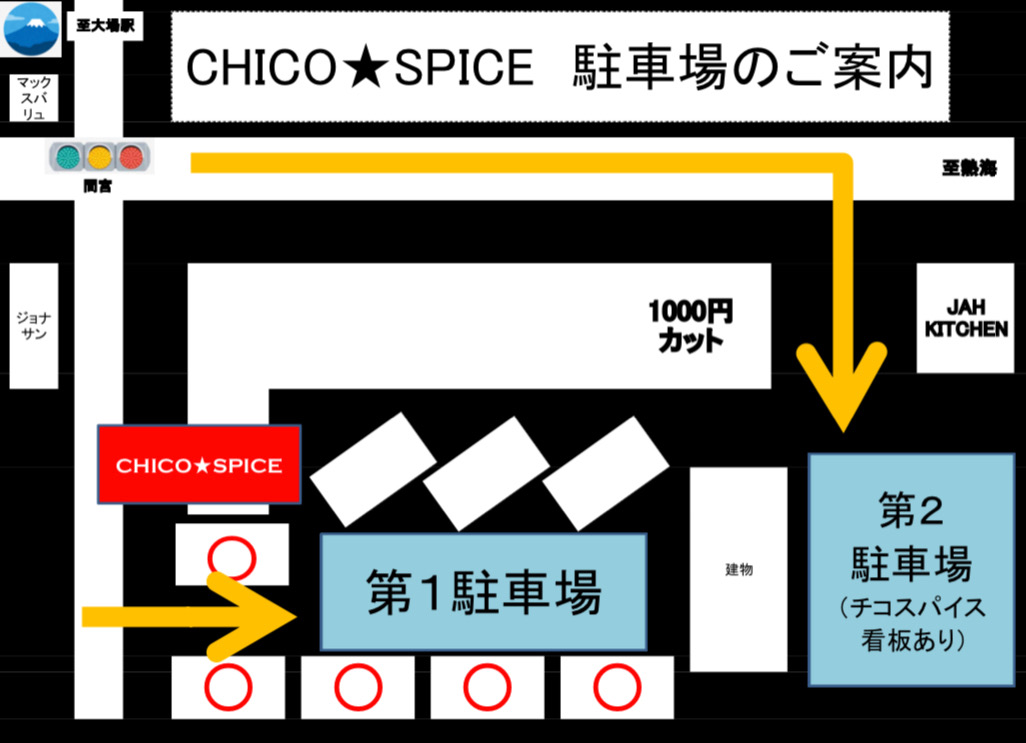 至大場駅
CHICO★SPICE 駐車場のご案内
マック
スバ
リュ
間宮
至熱海
ジョナ
サン
1000円
カット
JAH
KITCHEN
CHICO★SPICE
第1駐車場
建物
第2
駐車場
(チコスパイス
看板あり)